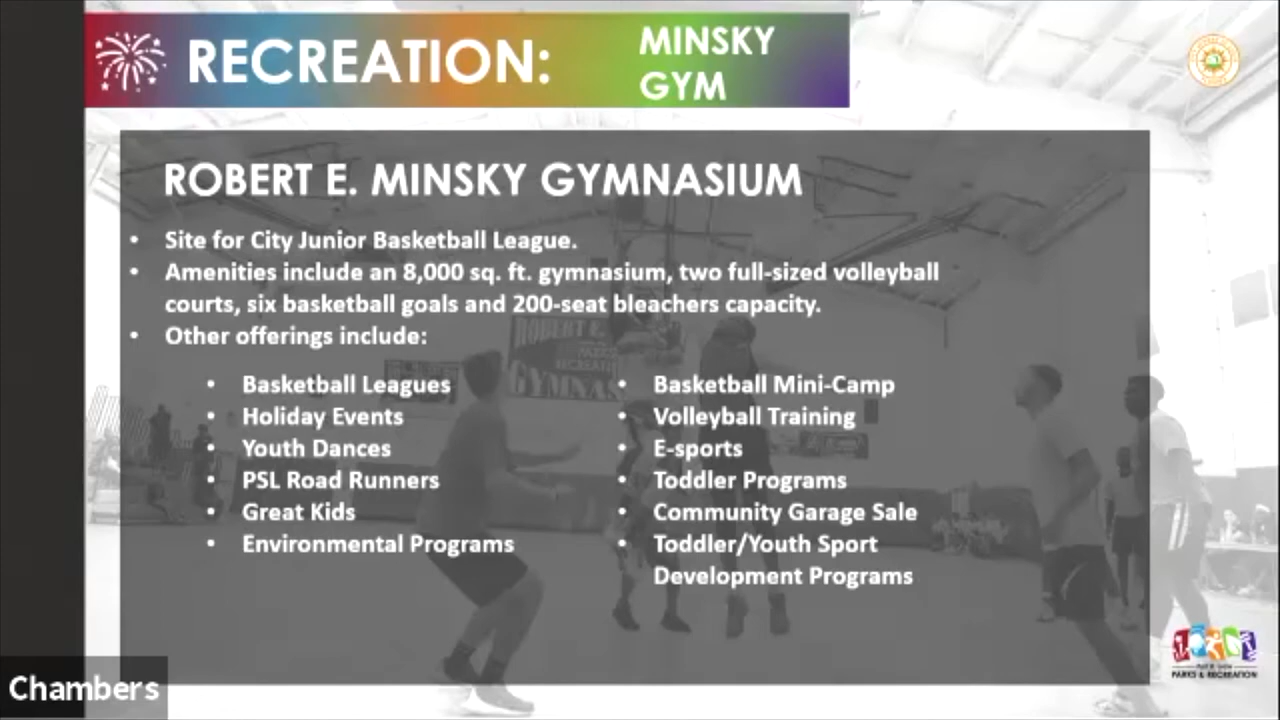 RECREATION:
MINSKY
GYM
ROBERT E. MINSKY GYMNASIUM
• Site for City Junior Basketball League.
• Amenities include an 8,000 sq. ft. gymnasium, two full-sized volleyball
courts, six basketball goals and 200-seat bleachers capacity.
• Other offerings include:
• Basketball Leagues
• Holiday Events
• Youth Dances
• PSL Road Runners
• Great Kids
• Environmental Programs
• Basketball Mini-Camp
• Volleyball Training
• E-sports
• Toddler Programs
• Community Garage Sale
• Toddler/Youth Sport
Development Programs
ROBERT E.
GYMNAS
PARKS & RECREATION
Chambers